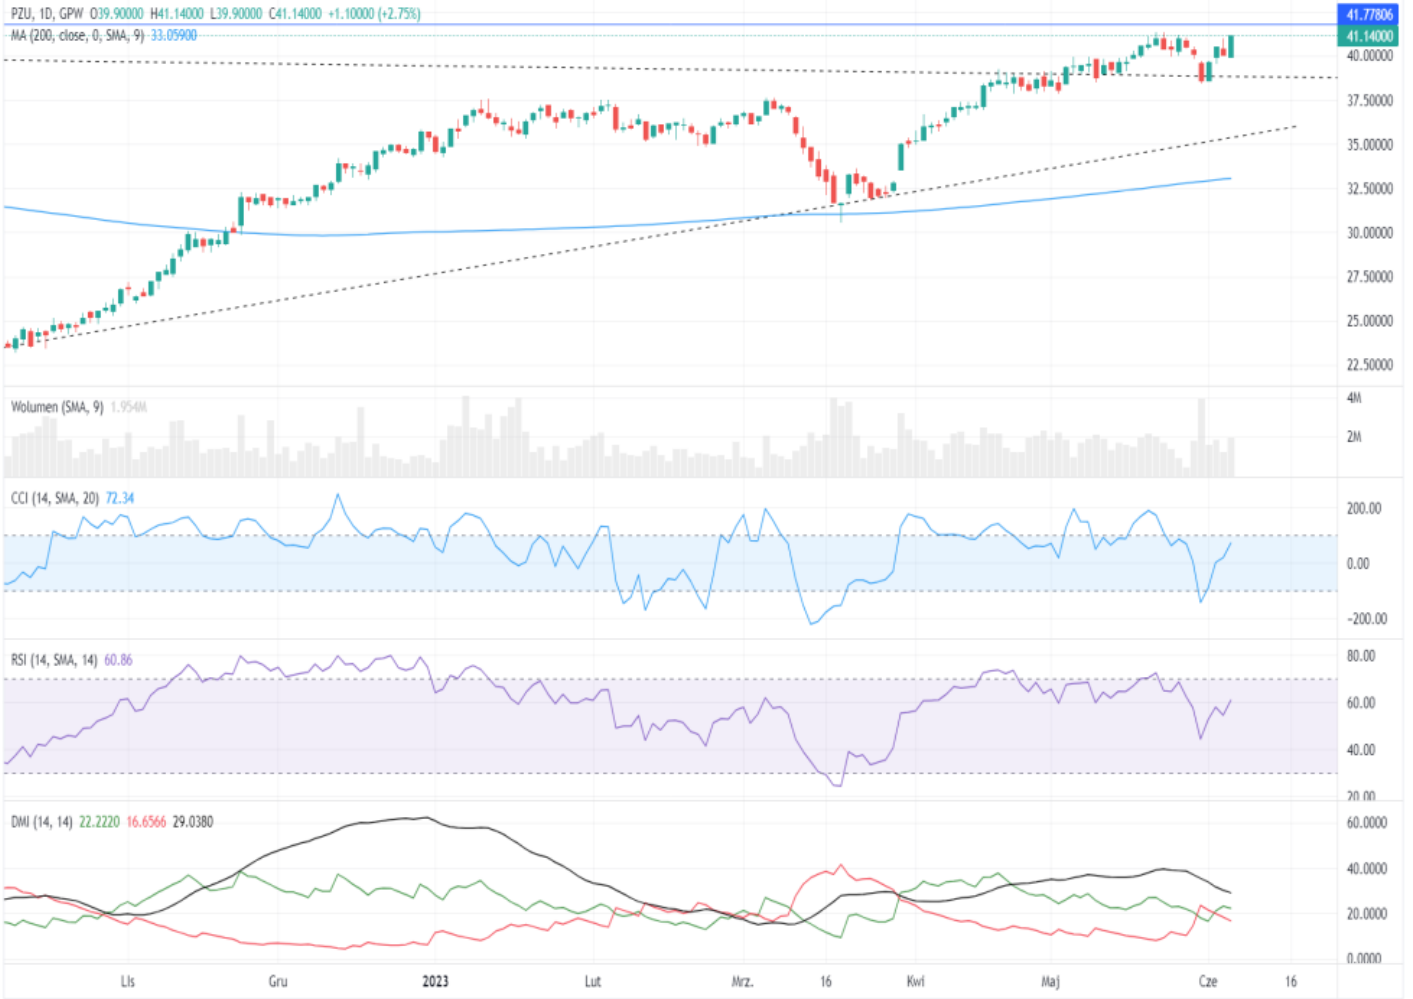 PZU, 1D, GPW O39.90000 H41.14000 L39.90000 C41.14000 +1.10000 (+2.75%)
41.77806
MA (200, close, 0, SMA, 9) 33.05900
41.14000
40.00000
37.50000
35.00000
32.50000
30.00000
27.50000
25.00000
22.50000
Wolumen (SMA, 9) 1.954M
4M
2M
CCI (14, SMA, 20) 72.34
200.00
0.00
-200.00
RSI (14, SMA, 14) 60.86
80.00
60.00
40.00
20.00
DMI (14, 14) 22.2220 16.6566 29.0380
60.0000
40.0000
20.0000
0.0000
Lis Gru 2023 Lut Mrz. 16 Kwi Maj Cze 16